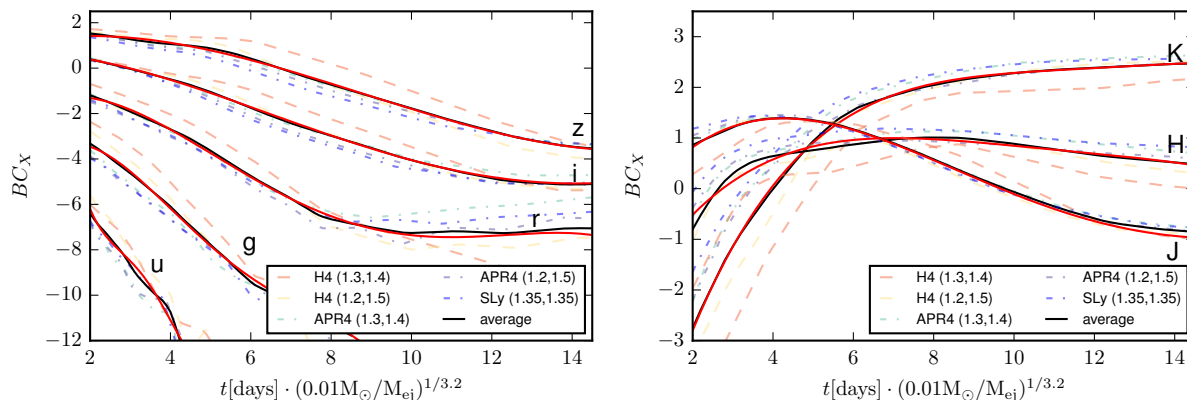 2
0
−2
−4
−6
−8
−10
−12
BC_X
z
i
r
g
u
H4 (1.3,1.4)
H4 (1.2,1.5)
APR4 (1.3,1.4)
APR4 (1.2,1.5)
SLy (1.35,1.35)
average
2 4 6 8 10 12 14
t[days] · (0.01M⊙/Mej)^1/3.2
3
2
1
0
−1
−2
−3
BC_X
K
H
J
H4 (1.3,1.4)
H4 (1.2,1.5)
APR4 (1.3,1.4)
APR4 (1.2,1.5)
SLy (1.35,1.35)
average
2 4 6 8 10 12 14
t[days] · (0.01M⊙/Mej)^1/3.2